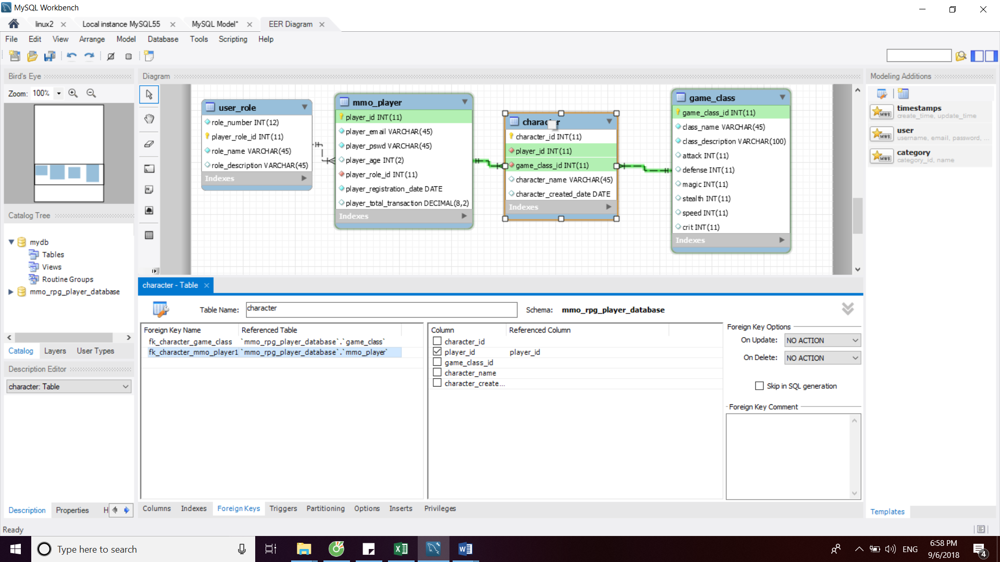 MySQL Workbench
linux2
Local instance MySQL55
MySQL Model*
EER Diagram
File Edit View Arrange Model Database Tools Scripting Help
Bird's Eye
Zoom: 100%
Diagram
user_role
role_number INT(12)
player_role_id INT(11)
role_name VARCHAR(45)
role_description VARCHAR(45)
Indexes
mmo_player
player_id INT(11)
player_email VARCHAR(45)
player_pswd VARCHAR(45)
player_age INT(2)
player_role_id INT(11)
player_registration_date DATE
player_total_transaction DECIMAL(8,2)
Indexes
character
character_id INT(11)
player_id INT(11)
game_class_id INT(11)
character_name VARCHAR(45)
character_created_date DATE
Indexes
game_class
game_class_id INT(11)
class_name VARCHAR(45)
class_description VARCHAR(100)
attack INT(11)
defense INT(11)
magic INT(11)
stealth INT(11)
speed INT(11)
crit INT(11)
Indexes
Modeling Additions
timestamps
create_time, update_time
user
username, email, password, ...
category
category_id, name
MWB
MWB
MWB
Catalog Tree
mydb
Tables
Views
Routine Groups
mmo_rpg_player_database
Catalog Layers User Types
Description Editor
character: Table
Description Properties H
character - Table
Table Name: character
Schema: mmo_rpg_player_database
Foreign Key Name Referenced Table
fk_character_game_class `mmo_rpg_player_database`.`game_class`
fk_character_mmo_player1 `mmo_rpg_player_database`.`mmo_player`
Column Referenced Column
character_id
player_id player_id
game_class_id
character_name
character_create...
Foreign Key Options
On Update: NO ACTION
On Delete: NO ACTION
Skip in SQL generation
Foreign Key Comment
Columns Indexes Foreign Keys Triggers Partitioning Options Inserts Privileges
Templates
Ready
Type here to search
ENG
6:58 PM
9/6/2018
4